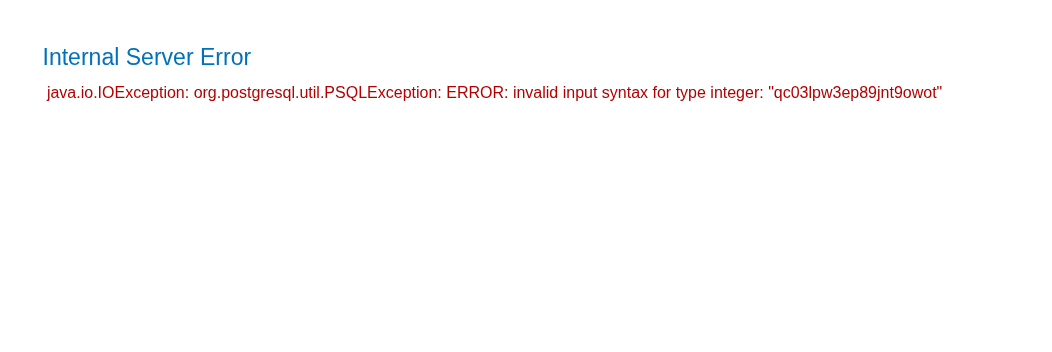 Internal Server Error
java.io.IOException: org.postgresql.util.PSQLException: ERROR: invalid input syntax for type integer: "qc03lpw3ep89jnt9owot"